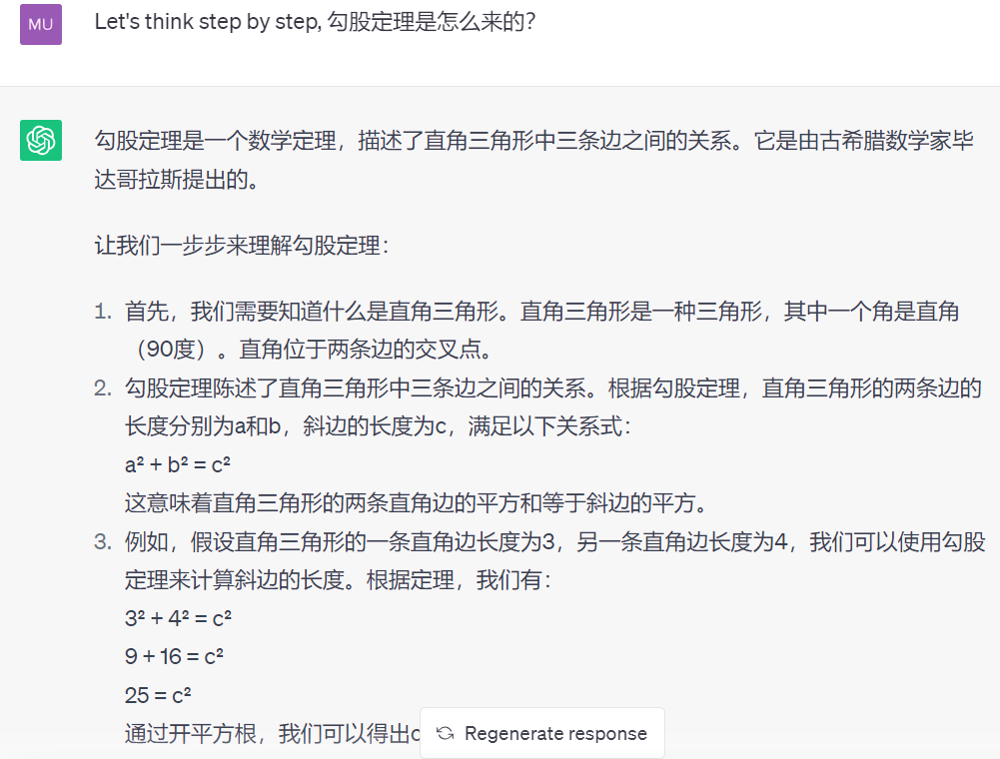 MU
Let's think step by step, 勾股定理是怎么来的？
勾股定理是一个数学定理，描述了直角三角形中三条边之间的关系。它是由古希腊数学家毕
达哥拉斯提出的。
让我们一步步来理解勾股定理：
1. 首先，我们需要知道什么是直角三角形。直角三角形是一种三角形，其中一个角是直角
（90度）。直角位于两条边的交叉点。
2. 勾股定理陈述了直角三角形中三条边之间的关系。根据勾股定理，直角三角形的两条边的
长度分别为a和b，斜边的长度为c，满足以下关系式：
a² + b² = c²
这意味着直角三角形的两条直角边的平方和等于斜边的平方。
3. 例如，假设直角三角形的一条直角边长度为3，另一条直角边长度为4，我们可以使用勾股
定理来计算斜边的长度。根据定理，我们有：
3² + 4² = c²
9 + 16 = c²
25 = c²
通过开平方根，我们可以得出c
Regenerate response